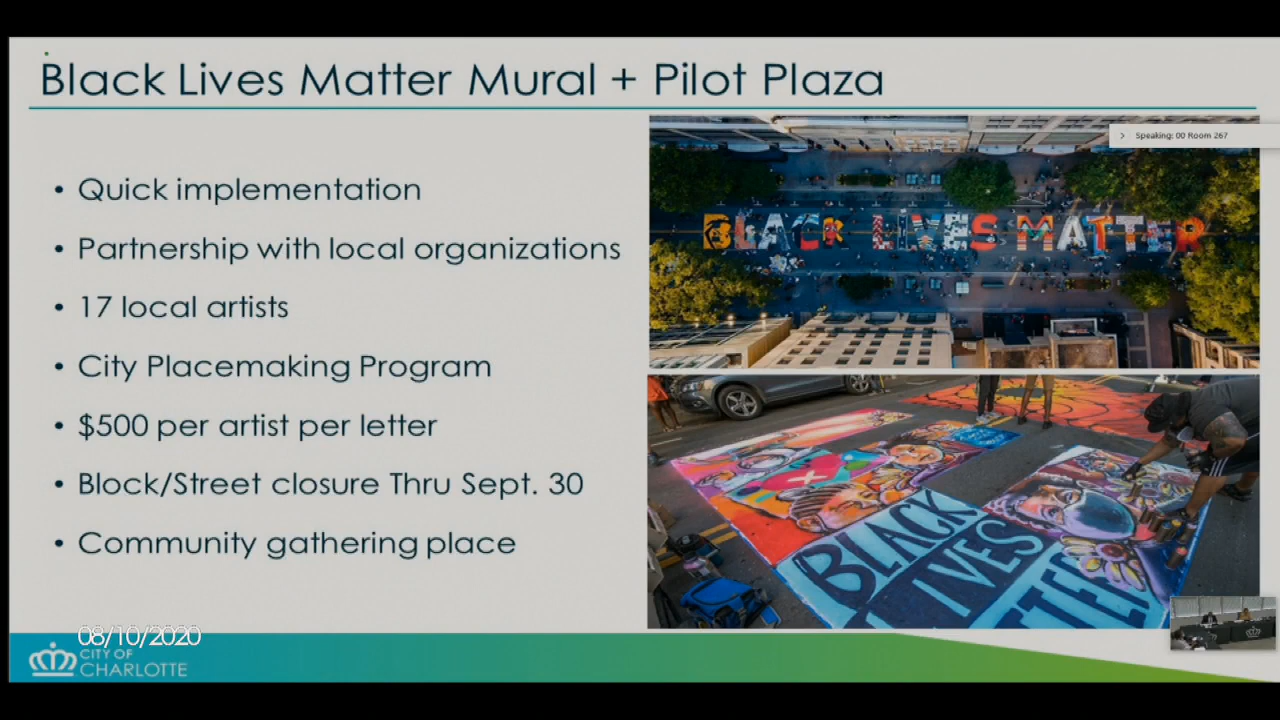 Black Lives Matter Mural + Pilot Plaza
Speaking: 00 Room 267
• Quick implementation
• Partnership with local organizations
• 17 local artists
• City Placemaking Program
• $500 per artist per letter
• Block/Street closure Thru Sept. 30
• Community gathering place
BLACK LIVES MATTER
BLACK
LIVES
08/10/2020
CITY OF
CHARLOTTE